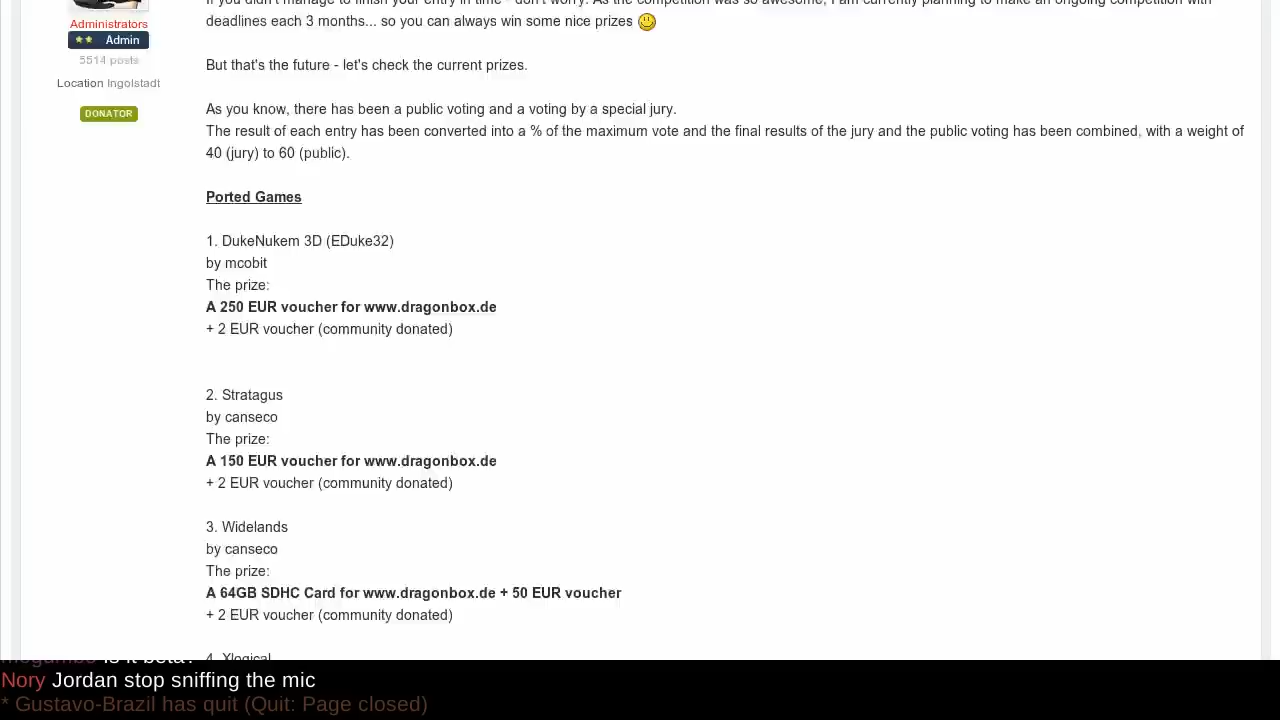 If you didn't manage to finish your entry in time - don't worry. As the competition was so awesome, I am currently planning to make an ongoing competition with
deadlines each 3 months... so you can always win some nice prizes
Administrators
Admin
5514 posts
Location Ingolstadt
DONATOR
But that's the future - let's check the current prizes.
As you know, there has been a public voting and a voting by a special jury.
The result of each entry has been converted into a % of the maximum vote and the final results of the jury and the public voting has been combined, with a weight of
40 (jury) to 60 (public).
Ported Games
1. DukeNukem 3D (EDuke32)
by mcobit
The prize:
A 250 EUR voucher for www.dragonbox.de
+ 2 EUR voucher (community donated)
2. Stratagus
by canseco
The prize:
A 150 EUR voucher for www.dragonbox.de
+ 2 EUR voucher (community donated)
3. Widelands
by canseco
The prize:
A 64GB SDHC Card for www.dragonbox.de + 50 EUR voucher
+ 2 EUR voucher (community donated)
4. Xlogical
is it beta?
Nory Jordan stop sniffing the mic
* Gustavo-Brazil has quit (Quit: Page closed)